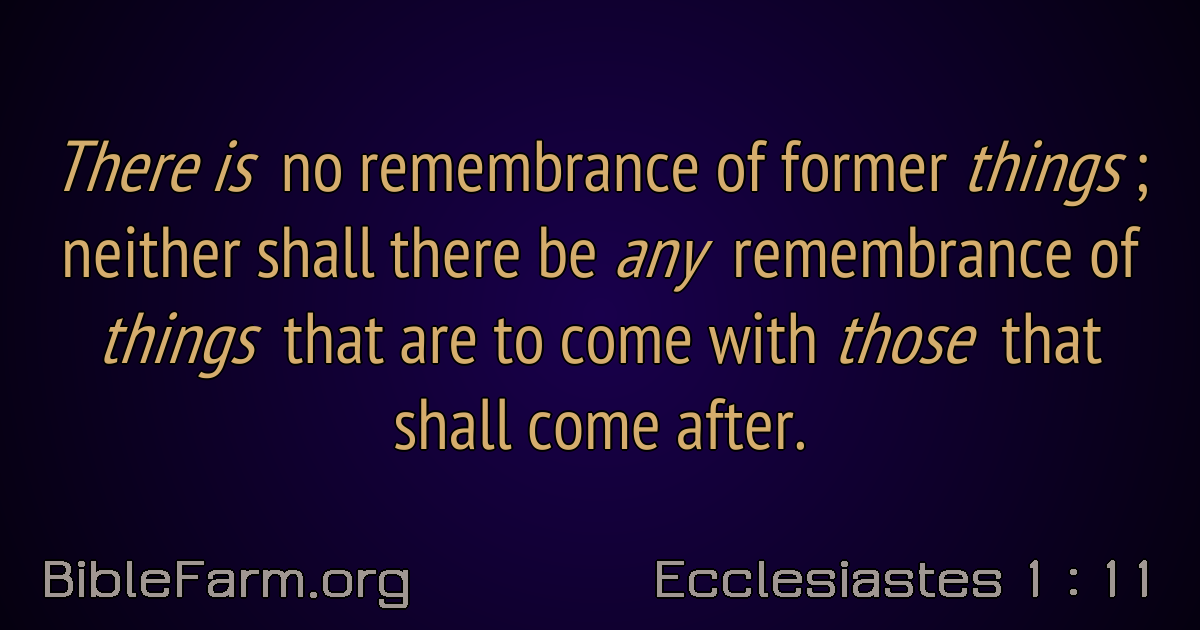 There is no remembrance of former things;
neither shall there be any remembrance of
things that are to come with those that
shall come after.
BibleFarm.org
Ecclesiastes 1 : 11